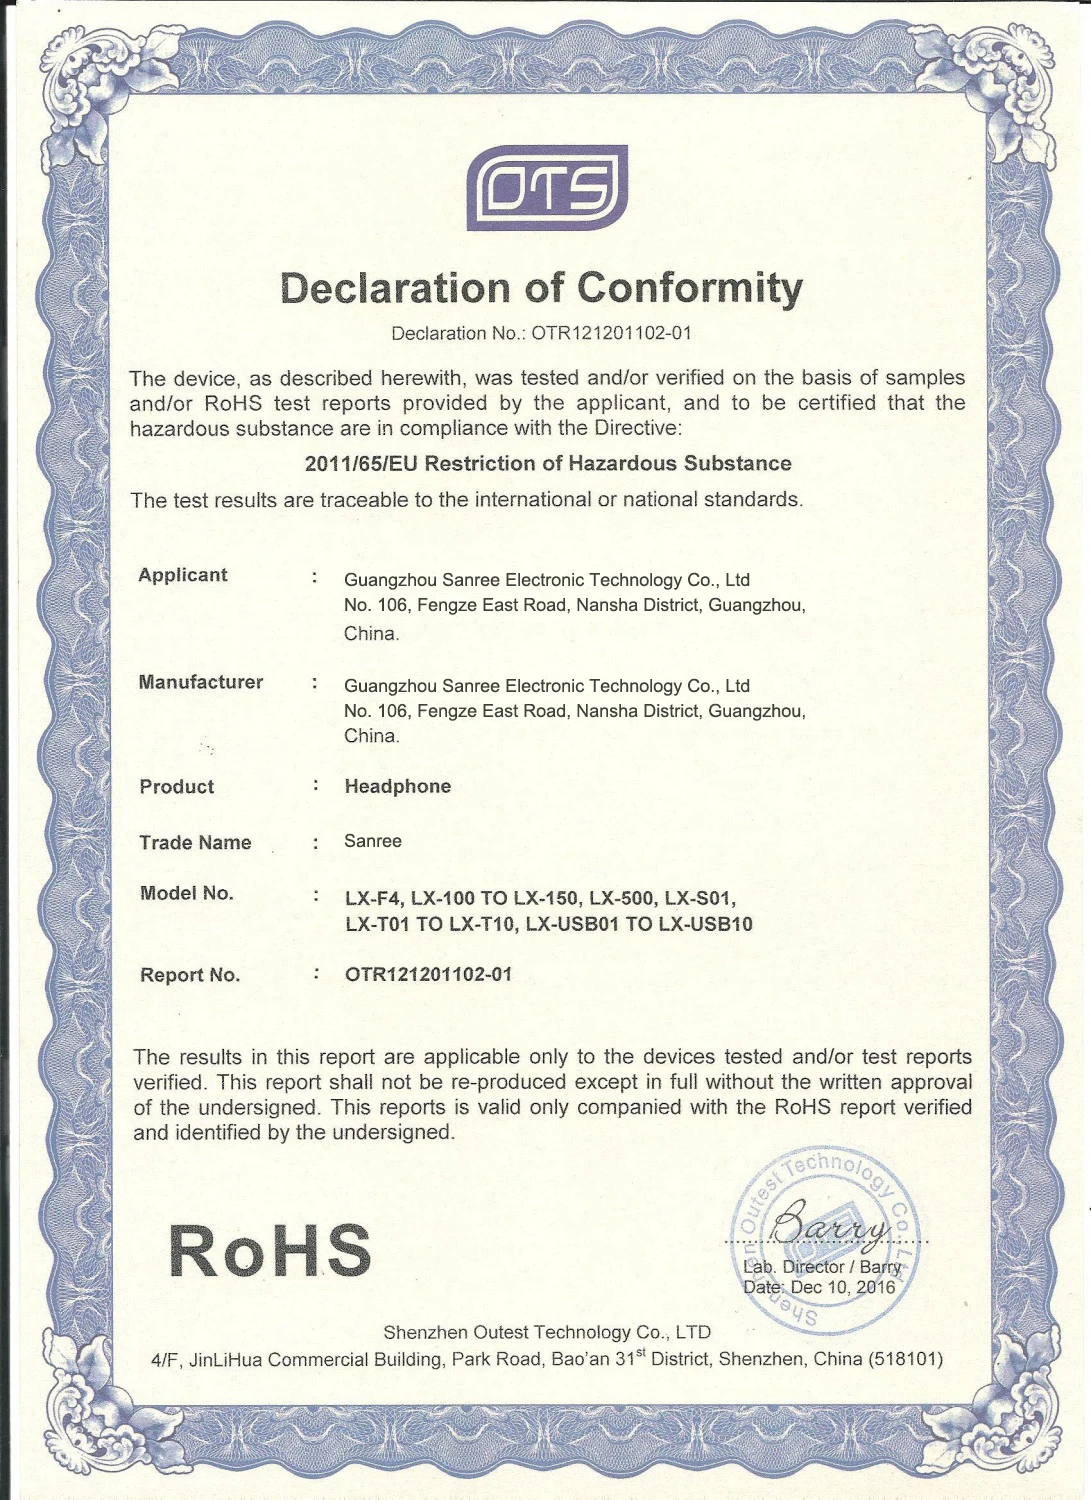 OTS
Declaration of Conformity
Declaration No.: OTR121201102-01
The device, as described herewith, was tested and/or verified on the basis of samples
and/or RoHS test reports provided by the applicant, and to be certified that the
hazardous substance are in compliance with the Directive:
2011/65/EU Restriction of Hazardous Substance
The test results are traceable to the international or national standards.
Applicant : Guangzhou Sanree Electronic Technology Co., Ltd
No. 106, Fengze East Road, Nansha District, Guangzhou,
China.
Manufacturer : Guangzhou Sanree Electronic Technology Co., Ltd
No. 106, Fengze East Road, Nansha District, Guangzhou,
China.
Product : Headphone
Trade Name : Sanree
Model No. : LX-F4, LX-100 TO LX-150, LX-500, LX-S01,
LX-T01 TO LX-T10, LX-USB01 TO LX-USB10
Report No. : OTR121201102-01
The results in this report are applicable only to the devices tested and/or test reports
verified. This report shall not be re-produced except in full without the written approval
of the undersigned. This reports is valid only companied with the RoHS report verified
and identified by the undersigned.
RoHS
Shenzhen Outest Technology Co., Ltd
Barry
Lab. Director / Barry
Date: Dec 10, 2016
Shenzhen Outest Technology Co., LTD
4/F, JinLiHua Commercial Building, Park Road, Bao'an 31st District, Shenzhen, China (518101)